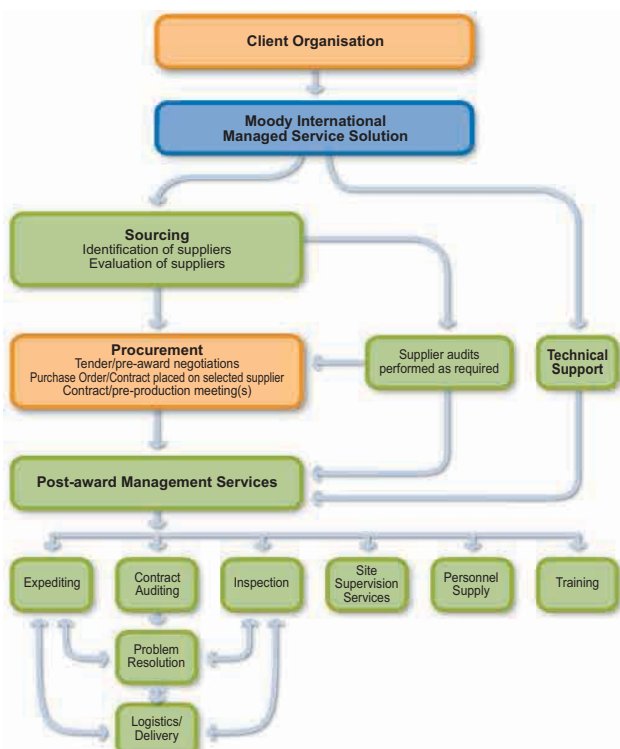 Client Organisation
Moody International
Managed Service Solution
Sourcing
Identification of suppliers
Evaluation of suppliers
Procurement
Tender/pre-award negotiations
Purchase Order/Contract placed on selected supplier
Contract/pre-production meeting(s)
Supplier audits
performed as required
Technical
Support
Post-award Management Services
Expediting
Contract
Auditing
Inspection
Site
Supervision
Services
Personnel
Supply
Training
Problem
Resolution
Logistics/
Delivery